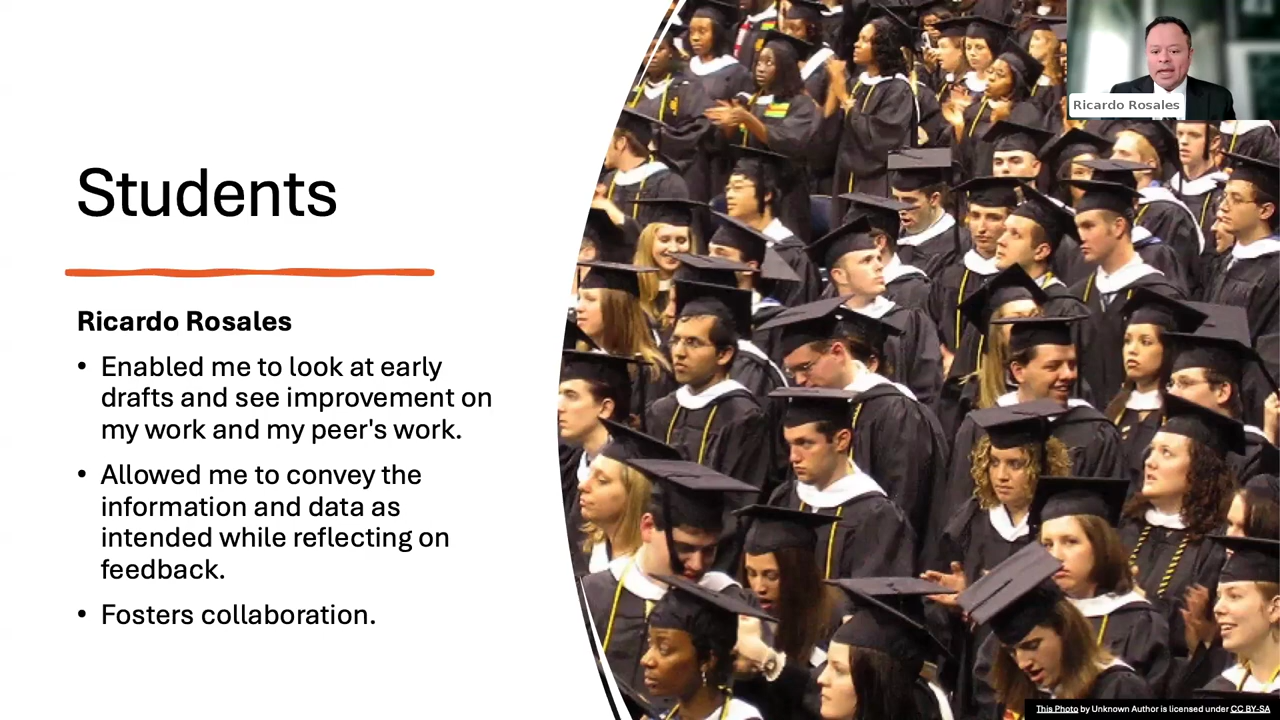 Students
Ricardo Rosales
Ricardo Rosales
• Enabled me to look at early
drafts and see improvement on
my work and my peer's work.
• Allowed me to convey the
information and data as
intended while reflecting on
feedback.
• Fosters collaboration.
This Photo by Unknown Author is licensed under CC BY-SA